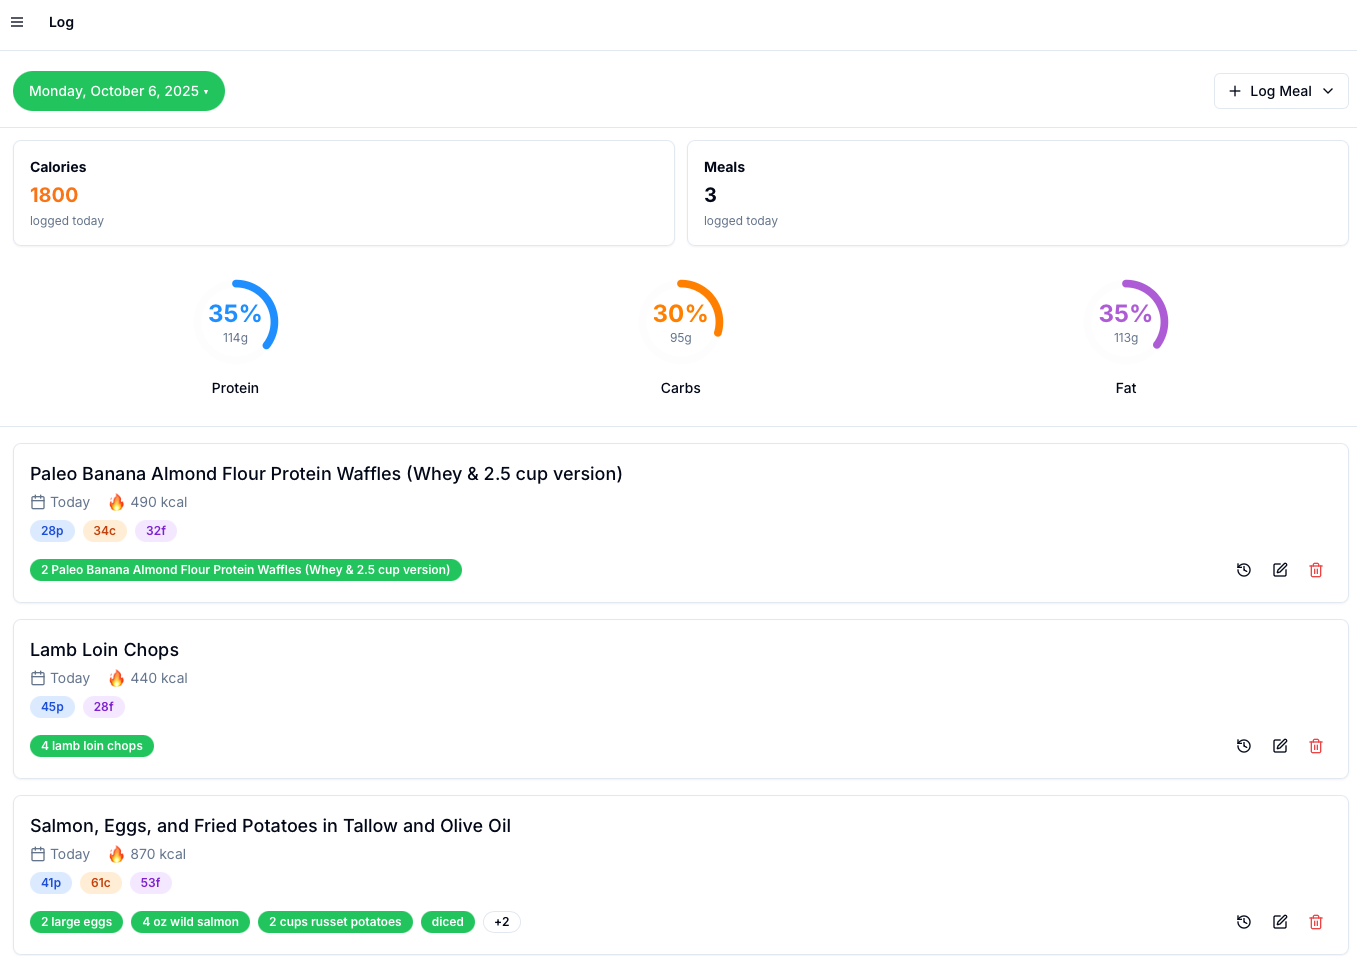 Log
Monday, October 6, 2025 ▾
Log Meal
Calories
1800
logged today
Meals
3
logged today
35%
114g
Protein
30%
95g
Carbs
35%
113g
Fat
Paleo Banana Almond Flour Protein Waffles (Whey & 2.5 cup version)
Today 490 kcal
28p 34c 32f
2 Paleo Banana Almond Flour Protein Waffles (Whey & 2.5 cup version)
Lamb Loin Chops
Today 440 kcal
45p 28f
4 lamb loin chops
Salmon, Eggs, and Fried Potatoes in Tallow and Olive Oil
Today 870 kcal
41p 61c 53f
2 large eggs 4 oz wild salmon 2 cups russet potatoes diced +2